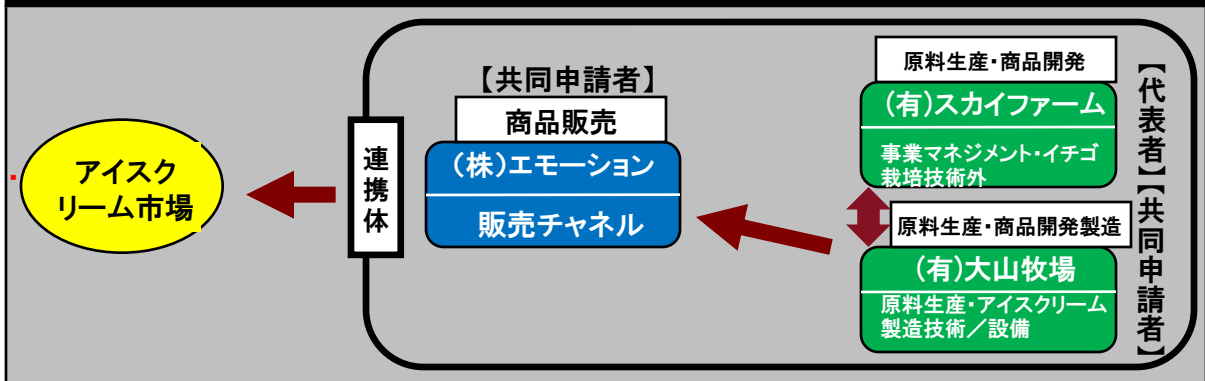 アイスク
リーム市場
連携体
【共同申請者】
商品販売
(株)エモーション
販売チャネル
原料生産・商品開発
(有)スカイファーム
事業マネジメント・イチゴ
栽培技術外
原料生産・商品開発製造
(有)大山牧場
原料生産・アイスクリーム
製造技術／設備
【代表者】【共同申請者】